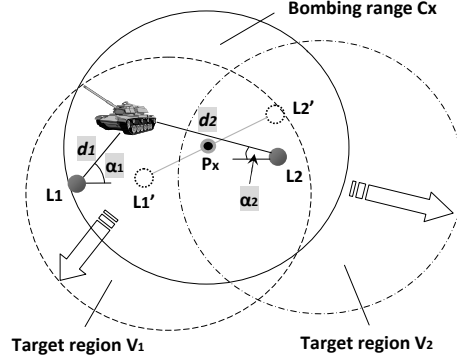 Bombing range Cx
L2'
d2
d1
Px
α1
L2
L1
L1'
α2
Target region V1
Target region V2